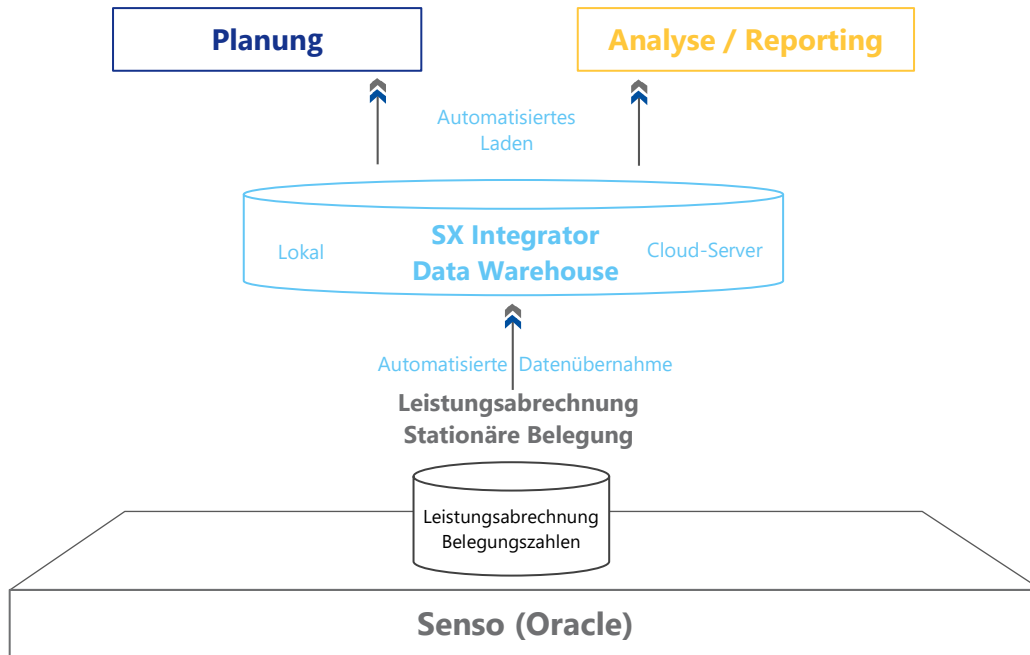 Planung
Analyse / Reporting
Automatisiertes
Laden
SX Integrator
Data Warehouse
Lokal
Cloud-Server
Automatisierte Datenübernahme
Leistungsabrechnung
Stationäre Belegung
Leistungsabrechnung
Belegungszahlen
Senso (Oracle)